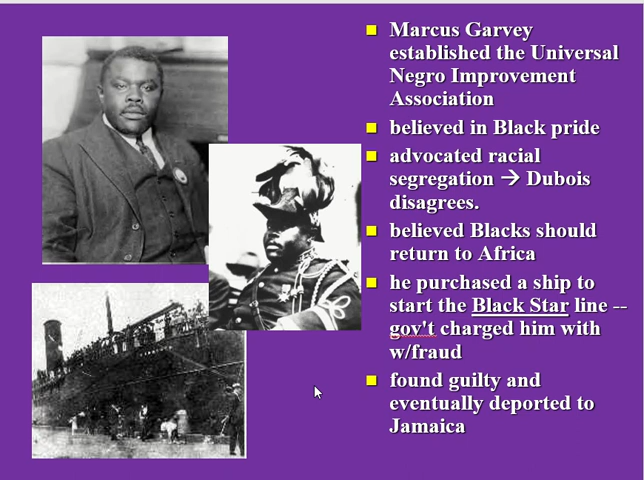 Marcus Garvey
established the Universal
Negro Improvement
Association
believed in Black pride
advocated racial
segregation → Dubois
disagrees.
believed Blacks should
return to Africa
he purchased a ship to
start the Black Star line --
gov't charged him with
w/fraud
found guilty and
eventually deported to
Jamaica